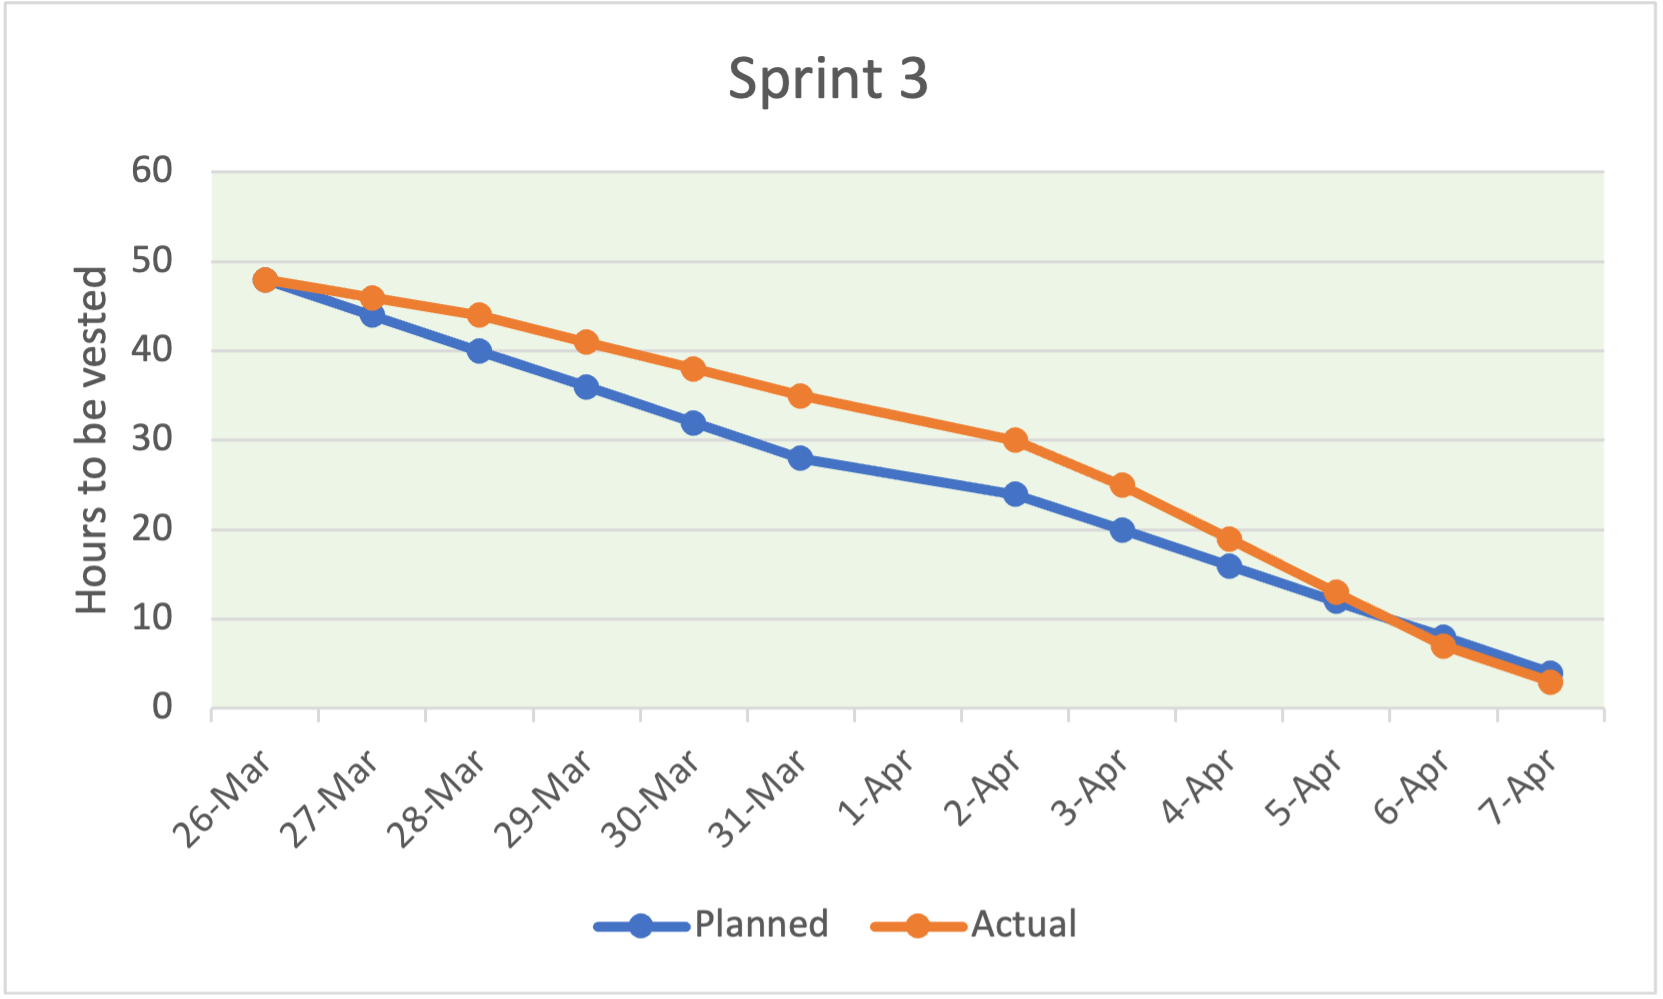 Sprint 3
60
50
40
30
20
10
0
Hours to be vested
26-Mar
27-Mar
28-Mar
29-Mar
30-Mar
31-Mar
1-Apr
2-Apr
3-Apr
4-Apr
5-Apr
6-Apr
7-Apr
Planned Actual